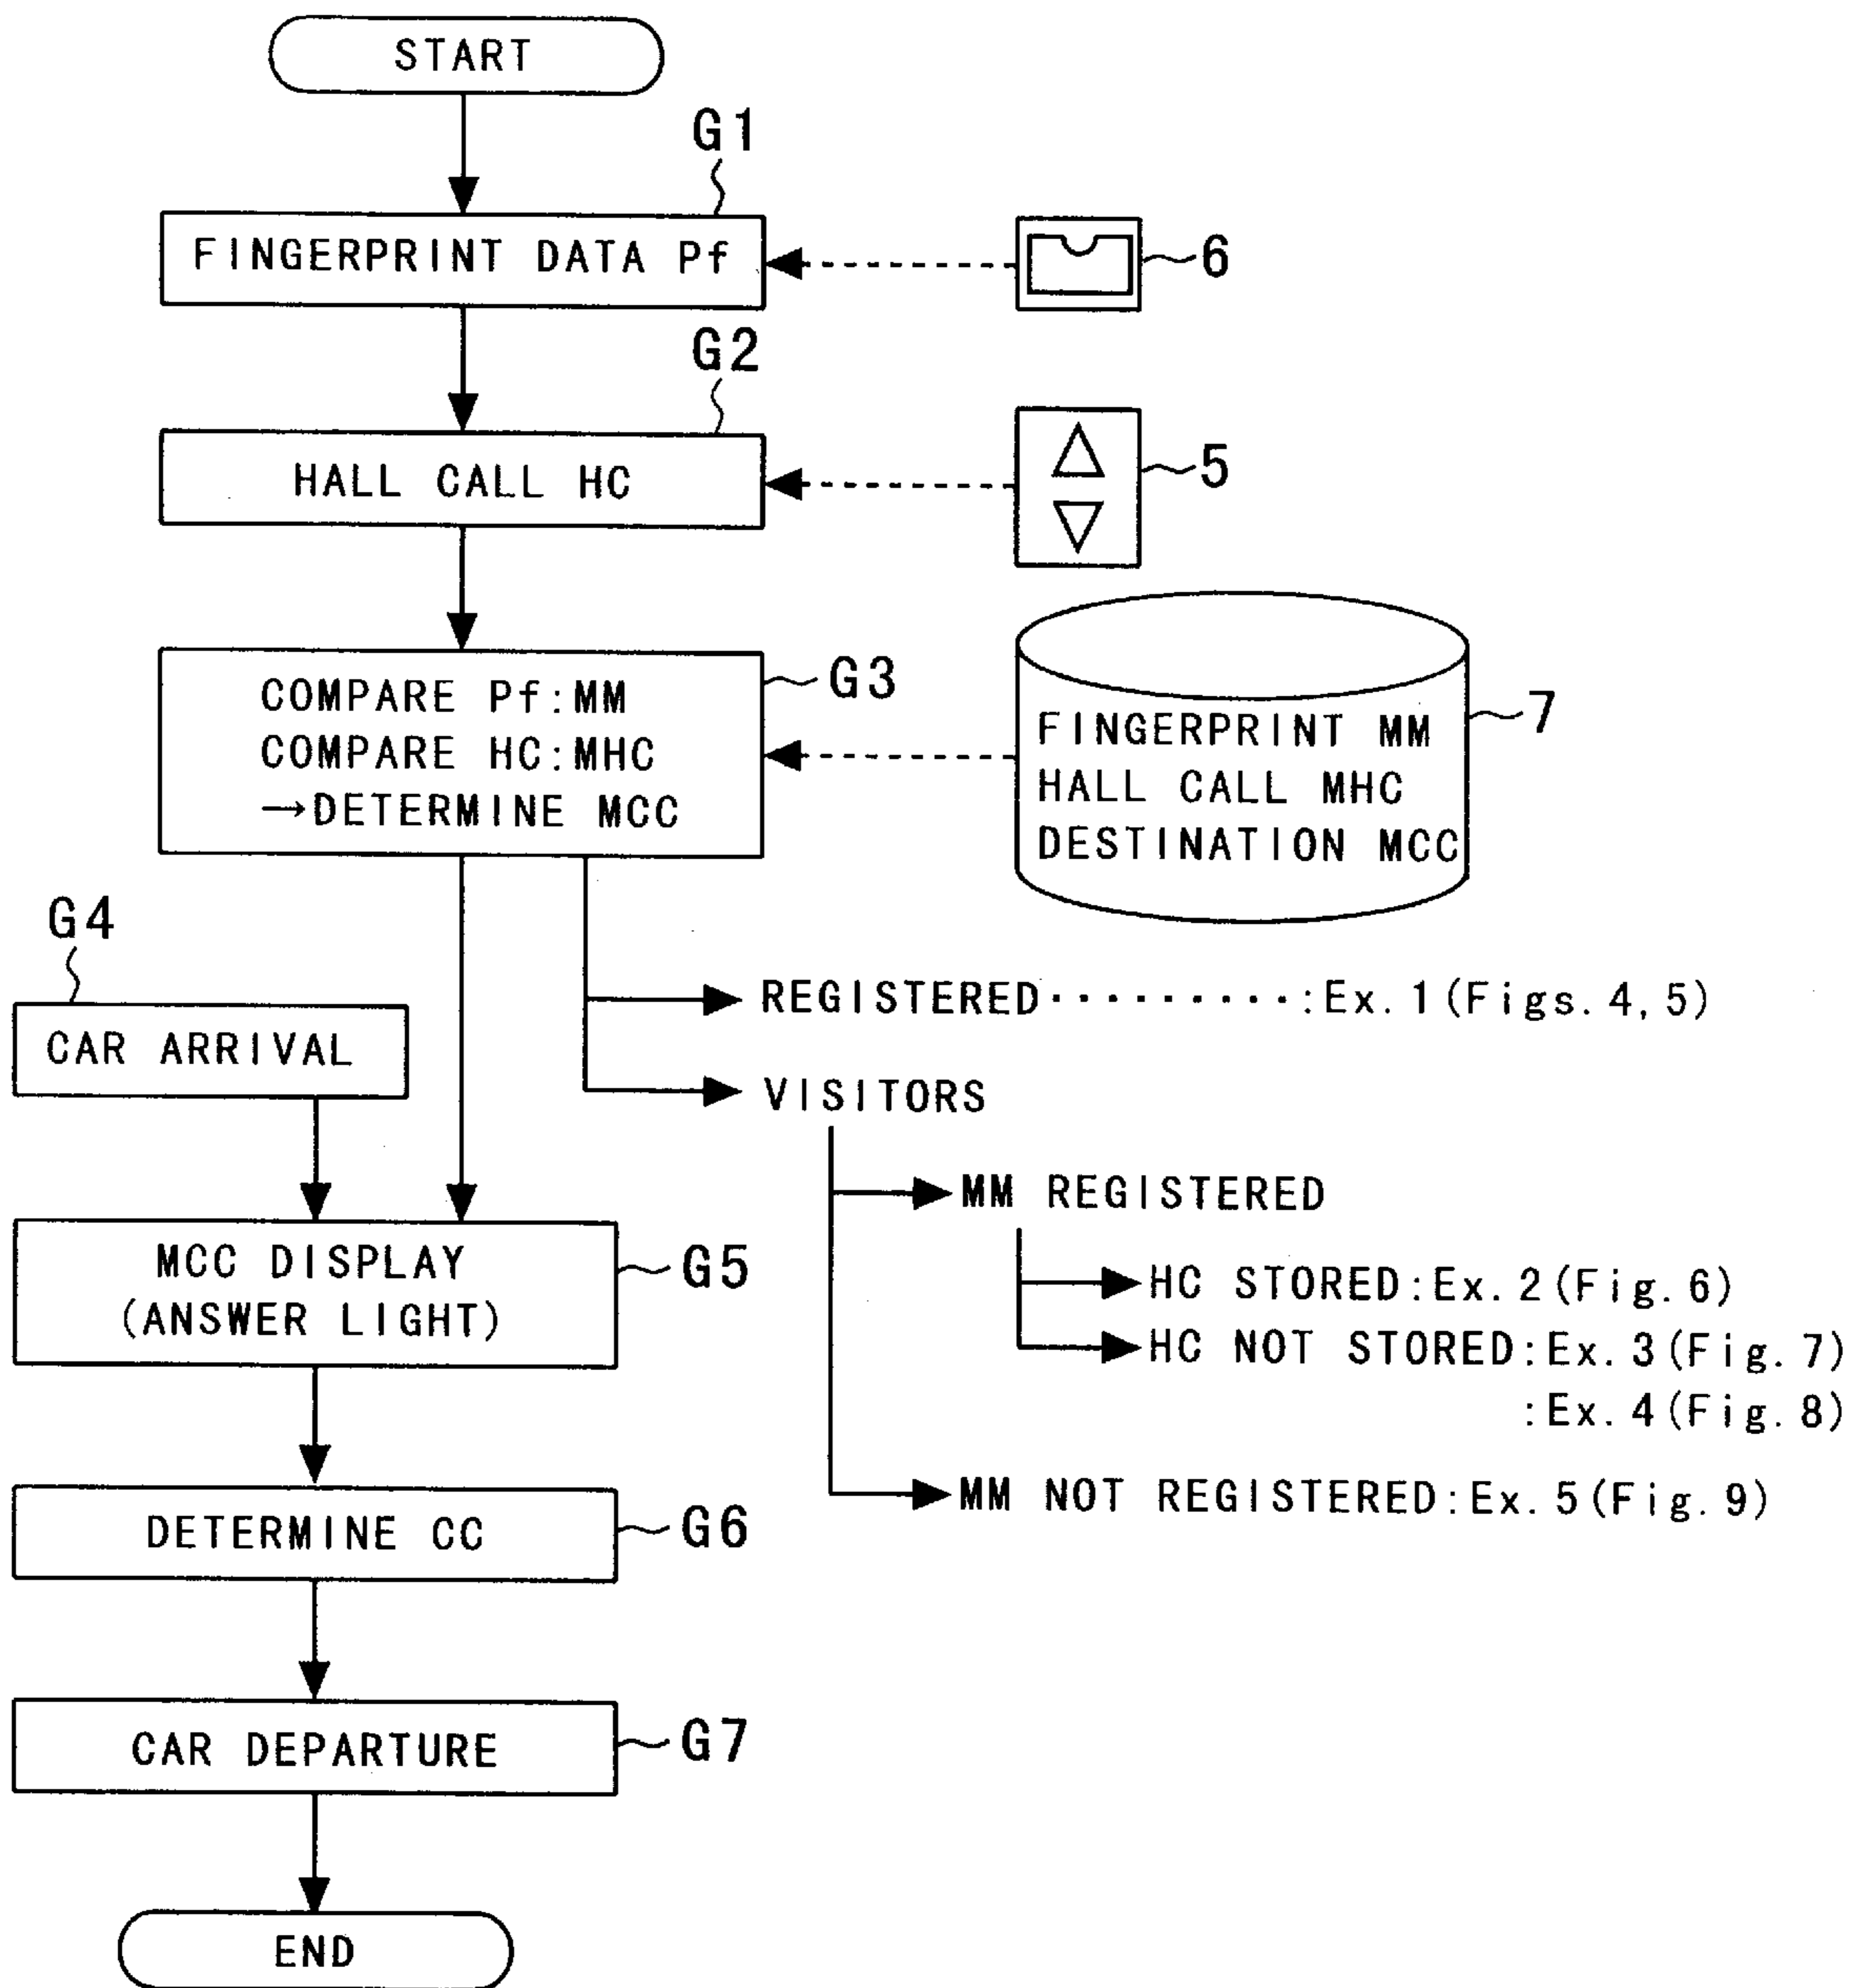 START
G1
FINGERPRINT DATA Pf
6
G2
HALL CALL HC
5
COMPARE Pf:MM
COMPARE HC:MHC
→DETERMINE MCC
G3
FINGERPRINT MM
HALL CALL MHC
DESTINATION MCC
7
G4
CAR ARRIVAL
REGISTERED·········:Ex.1(Figs.4,5)
VISITORS
MM REGISTERED
HC STORED:Ex.2(Fig.6)
HC NOT STORED:Ex.3(Fig.7)
:Ex.4(Fig.8)
MM NOT REGISTERED:Ex.5(Fig.9)
MCC DISPLAY
(ANSWER LIGHT)
G5
DETERMINE CC
G6
CAR DEPARTURE
G7
END